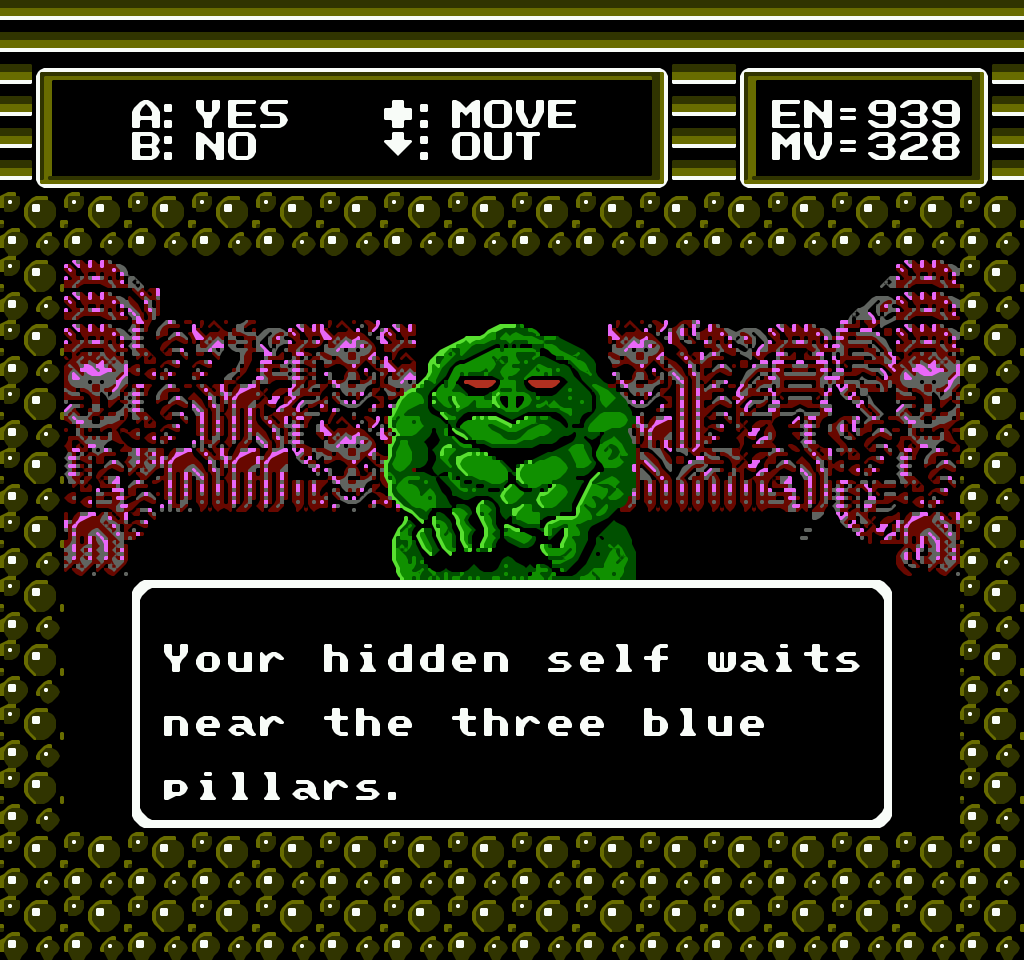 A: YES
B: NO
✚: MOVE
⬇: OUT
EN=939
MV=328
Your hidden self waits
near the three blue
pillars.